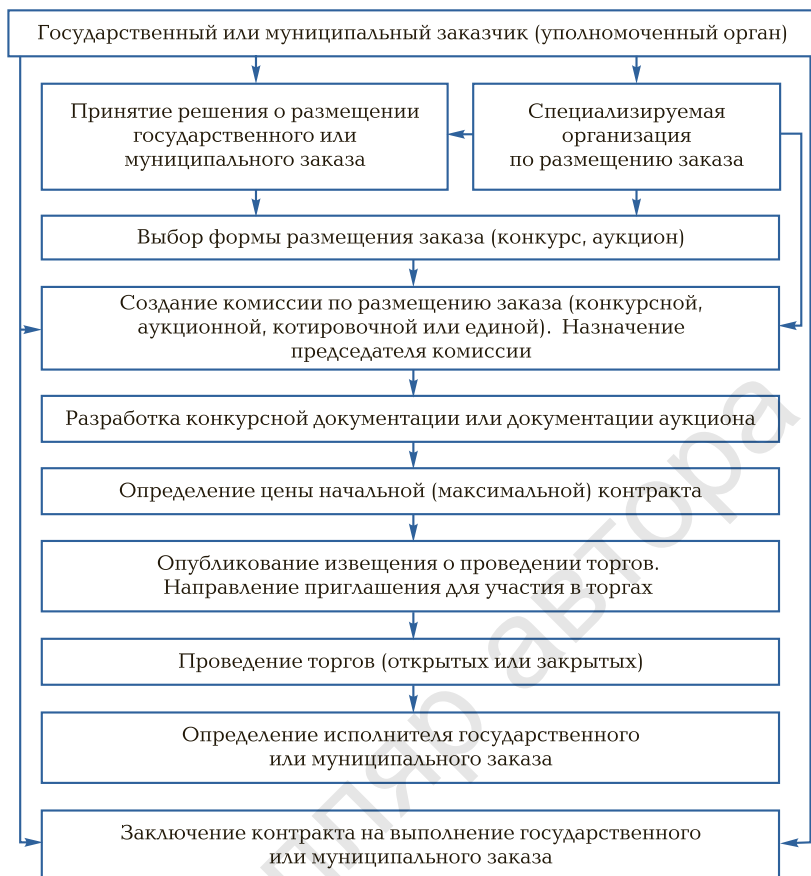 Государственный или муниципальный заказчик (уполномоченный орган)
Принятие решения о размещении
государственного или
муниципального заказа
Специализируемая
организация
по размещению заказа
Выбор формы размещения заказа (конкурс, аукцион)
Создание комиссии по размещению заказа (конкурсной,
аукционной, котировочной или единой). Назначение
председателя комиссии
Разработка конкурсной документации или документации аукциона
Определение цены начальной (максимальной) контракта
Опубликование извещения о проведении торгов.
Направление приглашения для участия в торгах
Проведение торгов (открытых или закрытых)
Определение исполнителя государственного
или муниципального заказа
Заключение контракта на выполнение государственного
или муниципального заказа
автора